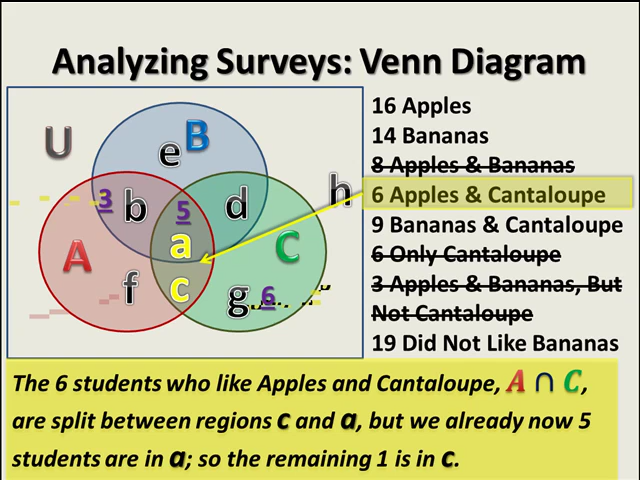 Analyzing Surveys: Venn Diagram
U
e B
h
3 b 5 d
A a C
f c g 6
16 Apples
14 Bananas
8 Apples & Bananas
6 Apples & Cantaloupe
9 Bananas & Cantaloupe
6 Only Cantaloupe
3 Apples & Bananas, But
Not Cantaloupe
19 Did Not Like Bananas
The 6 students who like Apples and Cantaloupe, A ∩ C,
are split between regions c and a, but we already now 5
students are in a; so the remaining 1 is in c.